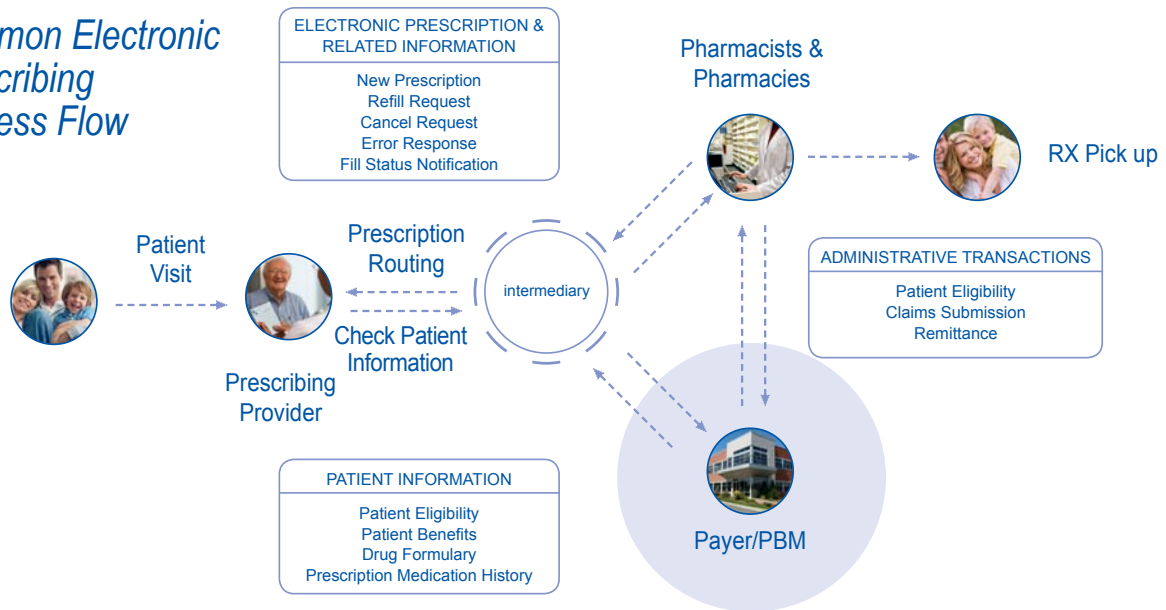 mon Electronic
cribing
ess Flow
ELECTRONIC PRESCRIPTION &
RELATED INFORMATION
New Prescription
Refill Request
Cancel Request
Error Response
Fill Status Notification
Pharmacists &
Pharmacies
RX Pick up
Patient
Visit
Prescription
Routing
intermediary
Check Patient
Information
Prescribing
Provider
ADMINISTRATIVE TRANSACTIONS
Patient Eligibility
Claims Submission
Remittance
PATIENT INFORMATION
Patient Eligibility
Patient Benefits
Drug Formulary
Prescription Medication History
Payer/PBM